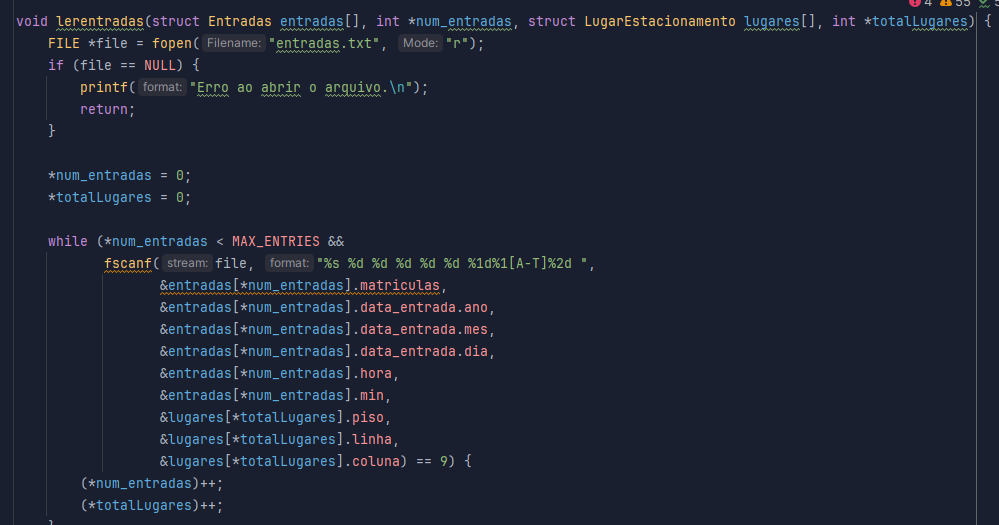 4 55 5
void lerentradas(struct Entradas entradas[], int *num_entradas, struct LugarEstacionamento lugares[], int *totalLugares) {
    FILE *file = fopen( Filename: "entradas.txt",  Mode: "r");
    if (file == NULL) {
        printf( format: "Erro ao abrir o arquivo.\n");
        return;
    }
    *num_entradas = 0;
    *totalLugares = 0;
    while (*num_entradas < MAX_ENTRIES &&
           fscanf( stream: file,  format: "%s %d %d %d %d %d %1d%1[A-T]%2d ",
                  &entradas[*num_entradas].matriculas,
                  &entradas[*num_entradas].data_entrada.ano,
                  &entradas[*num_entradas].data_entrada.mes,
                  &entradas[*num_entradas].data_entrada.dia,
                  &entradas[*num_entradas].hora,
                  &entradas[*num_entradas].min,
                  &lugares[*totalLugares].piso,
                  &lugares[*totalLugares].linha,
                  &lugares[*totalLugares].coluna) == 9) {
        (*num_entradas)++;
        (*totalLugares)++;
    }